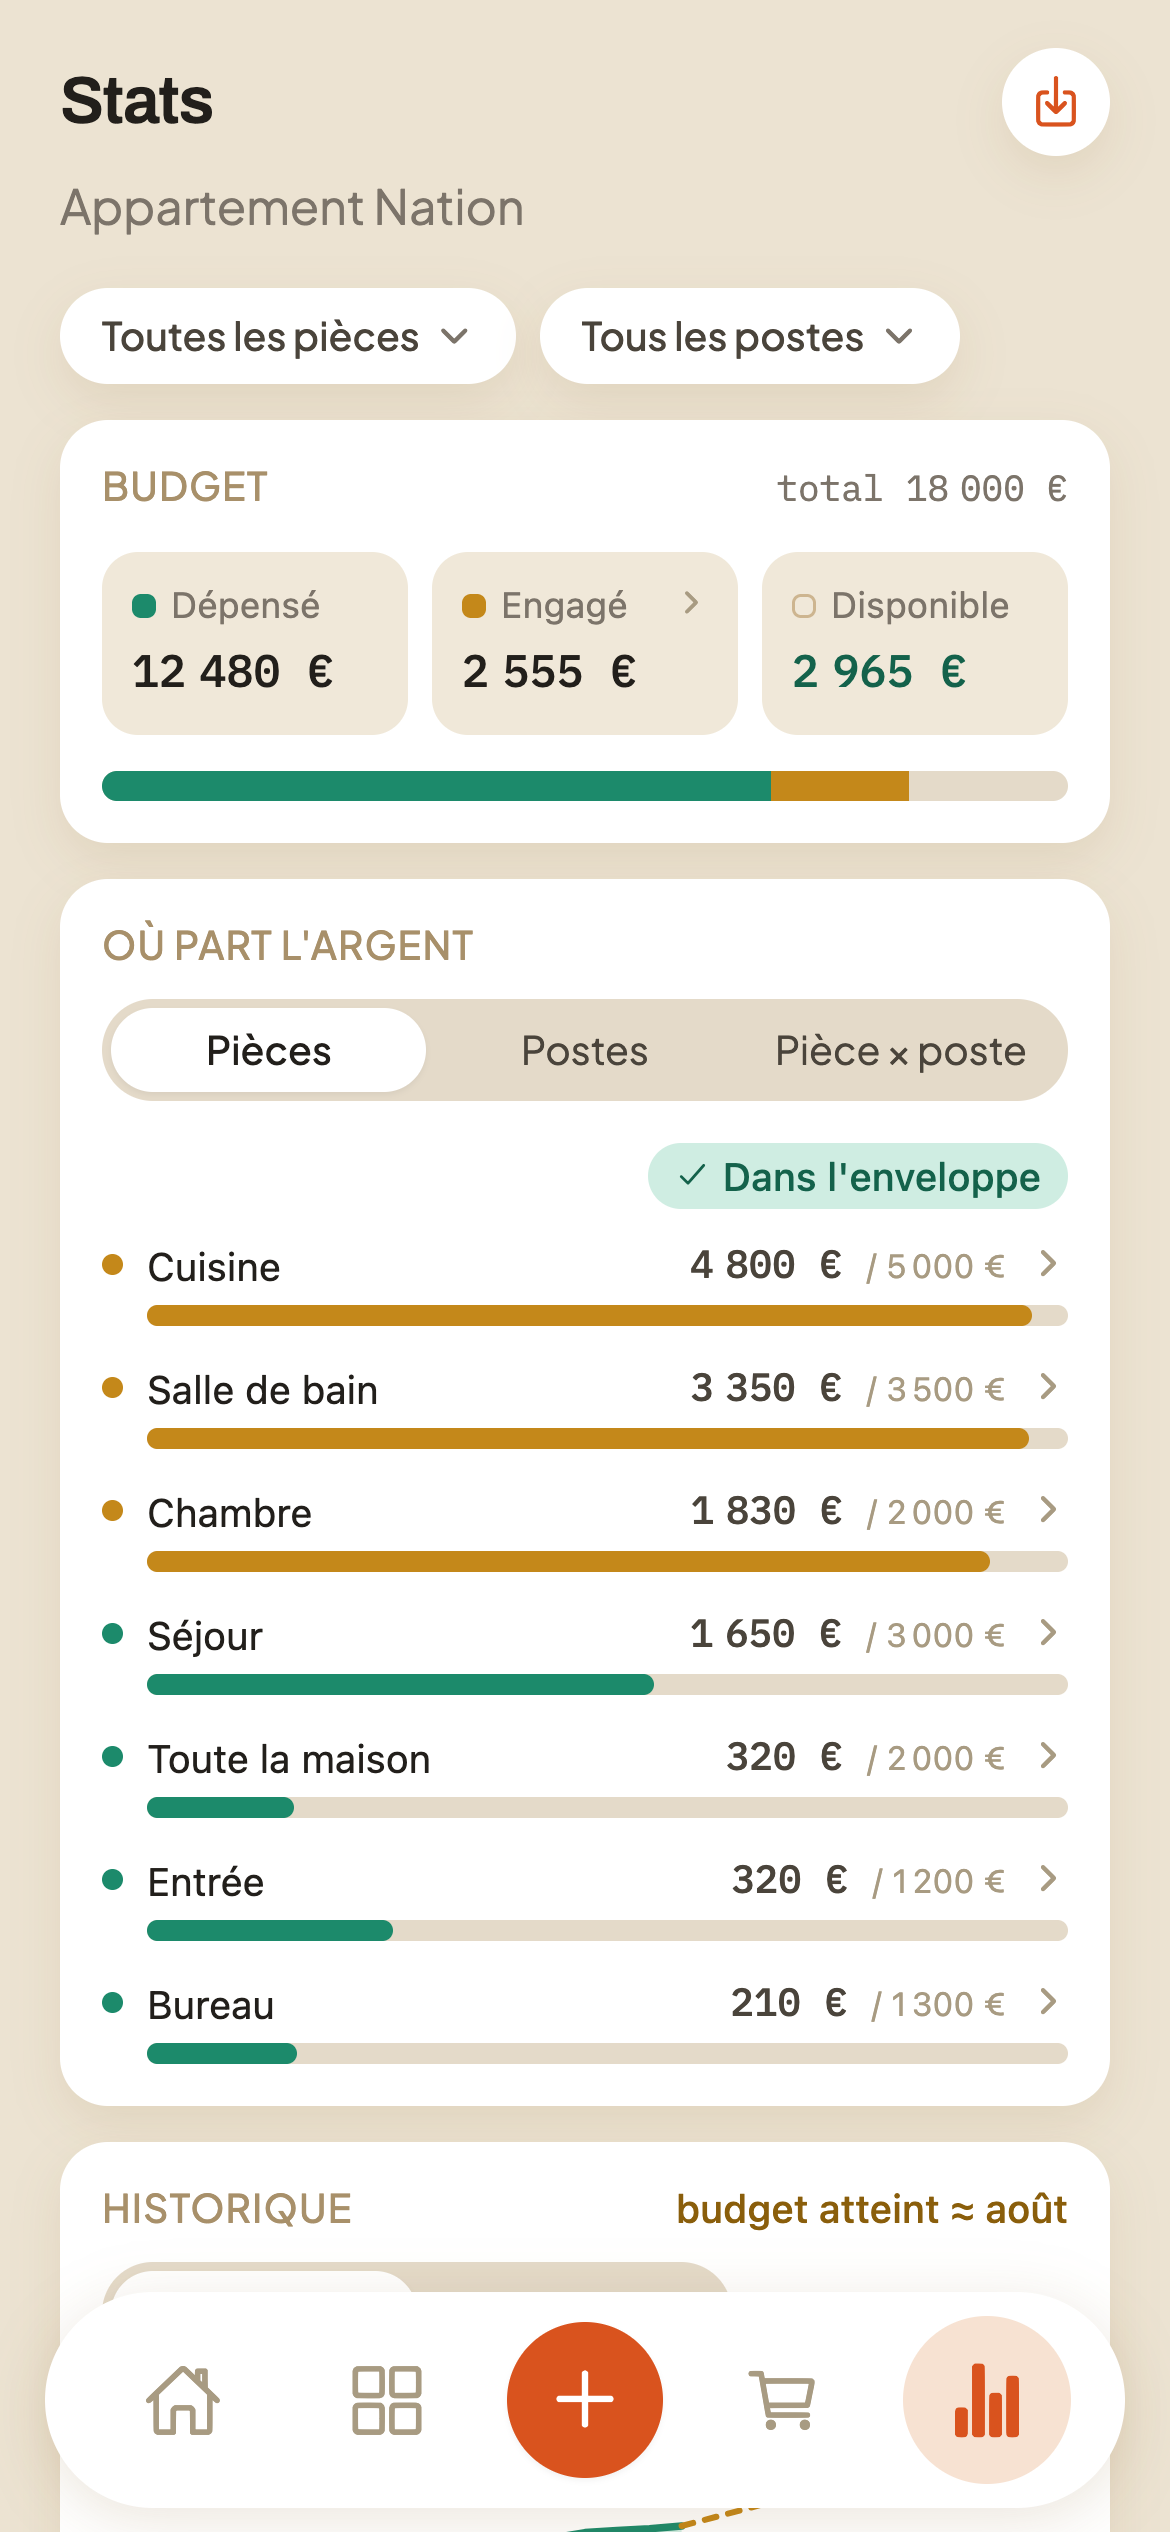 Stats
Appartement Nation
Toutes les pièces
Tous les postes
BUDGET
total 18 000 €
Dépensé
12 480 €
Engagé
2 555 €
Disponible
2 965 €
OÙ PART L'ARGENT
Pièces
Postes
Pièce × poste
Dans l'enveloppe
Cuisine 4 800 € / 5 000 €
Salle de bain 3 350 € / 3 500 €
Chambre 1 830 € / 2 000 €
Séjour 1 650 € / 3 000 €
Toute la maison 320 € / 2 000 €
Entrée 320 € / 1 200 €
Bureau 210 € / 1 300 €
HISTORIQUE
budget atteint ≈ août